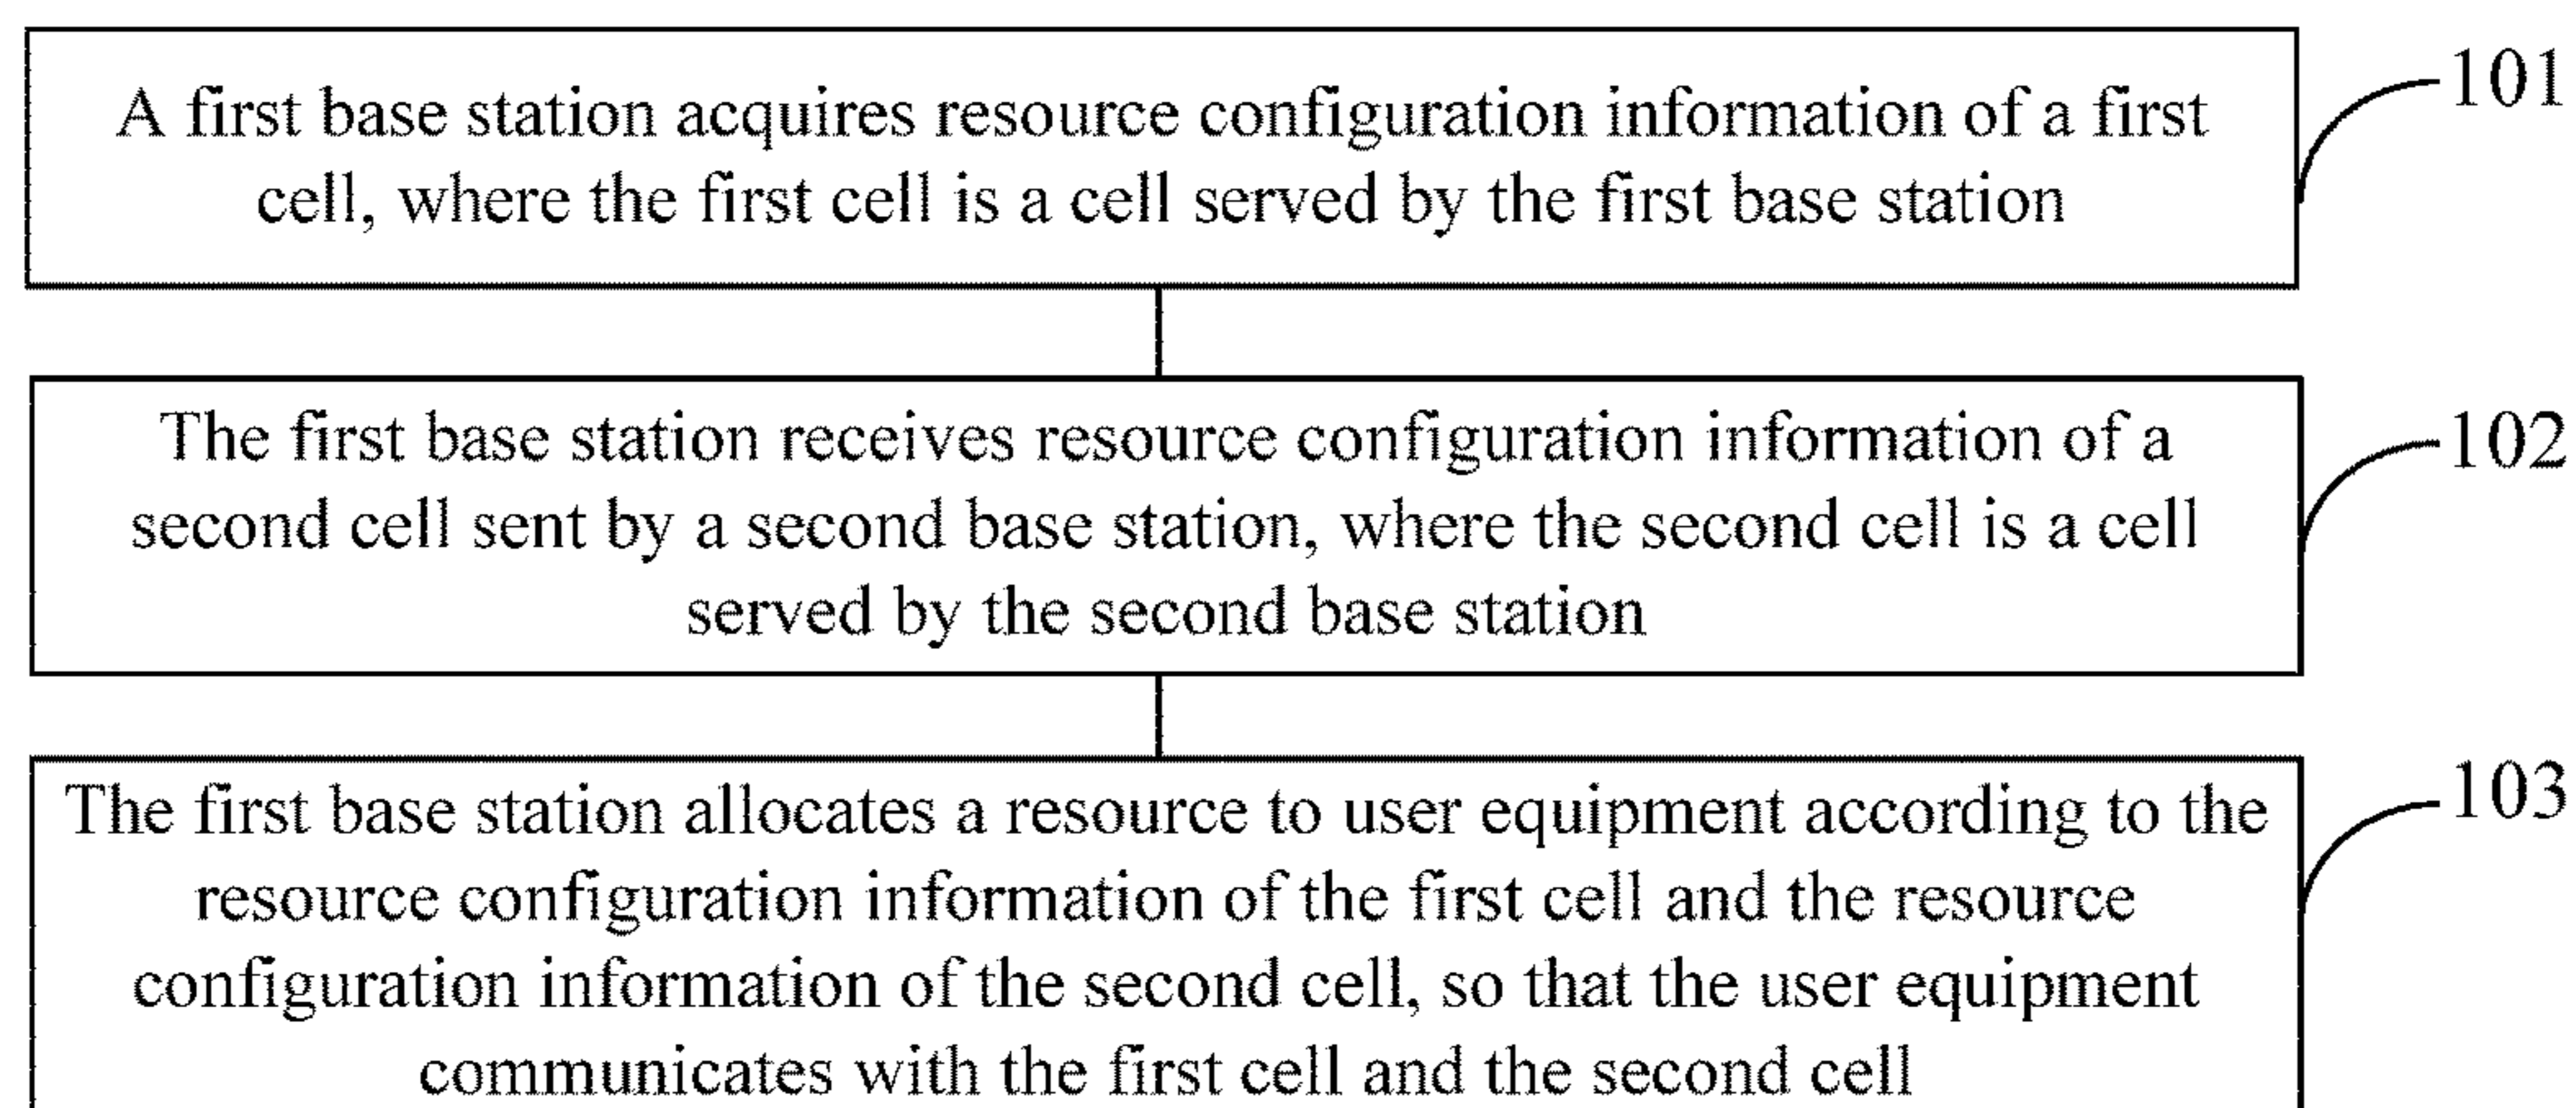 A first base station acquires resource configuration information of a first
cell, where the first cell is a cell served by the first base station
101
The first base station receives resource configuration information of a
second cell sent by a second base station, where the second cell is a cell
served by the second base station
102
The first base station allocates a resource to user equipment according to the
resource configuration information of the first cell and the resource
configuration information of the second cell, so that the user equipment
communicates with the first cell and the second cell
103